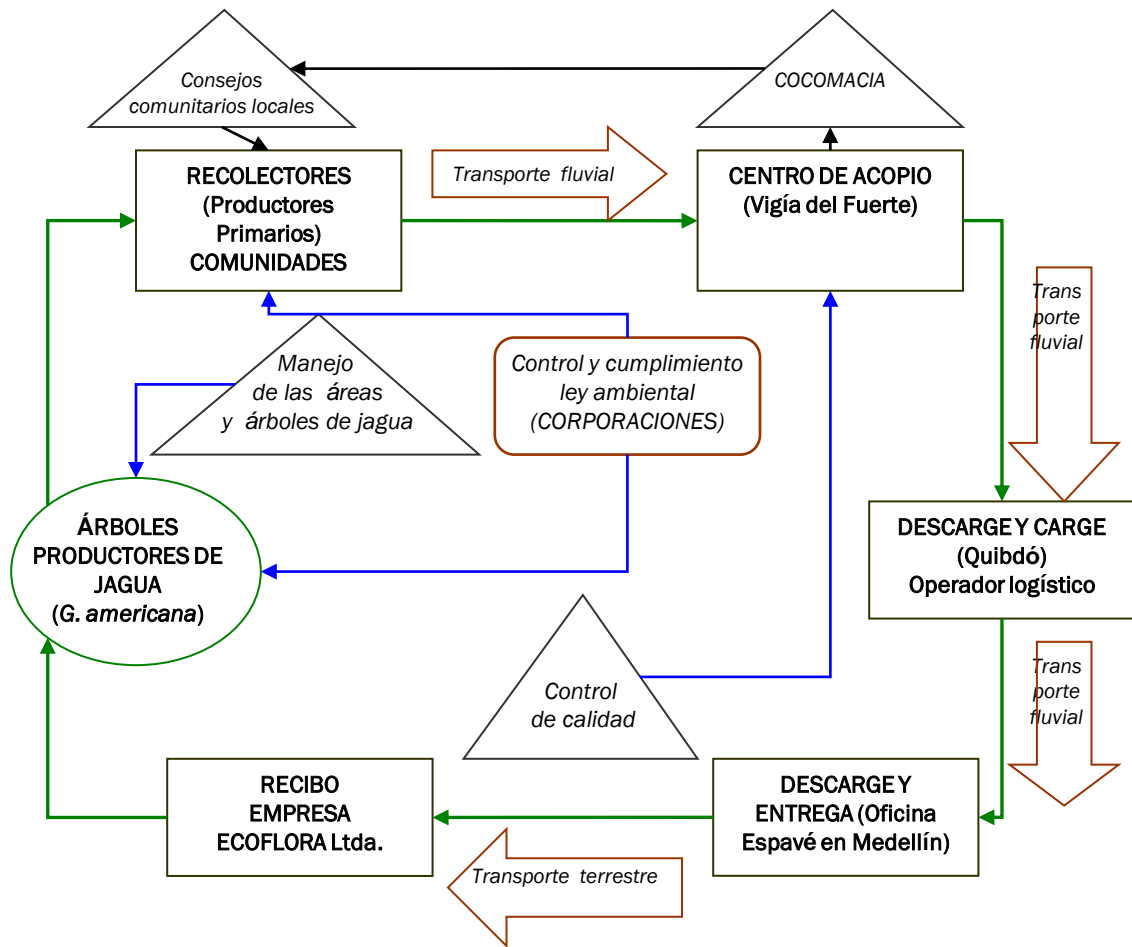 Consejos
comunitarios locales
COCOMACIA
RECOLECTORES
(Productores
Primarios)
COMUNIDADES
Transporte fluvial
CENTRO DE ACOPIO
(Vigía del Fuerte)
Trans
porte
fluvial
Manejo
de las áreas
y árboles de jagua
Control y cumplimiento
ley ambiental
(CORPORACIONES)
ÁRBOLES
PRODUCTORES DE
JAGUA
(G. americana)
DESCARGE Y CARGE
(Quibdó)
Operador logístico
Control
de calidad
Trans
porte
fluvial
RECIBO
EMPRESA
ECOFLORA Ltda.
DESCARGE Y
ENTREGA (Oficina
Espavé en Medellín)
Transporte terrestre